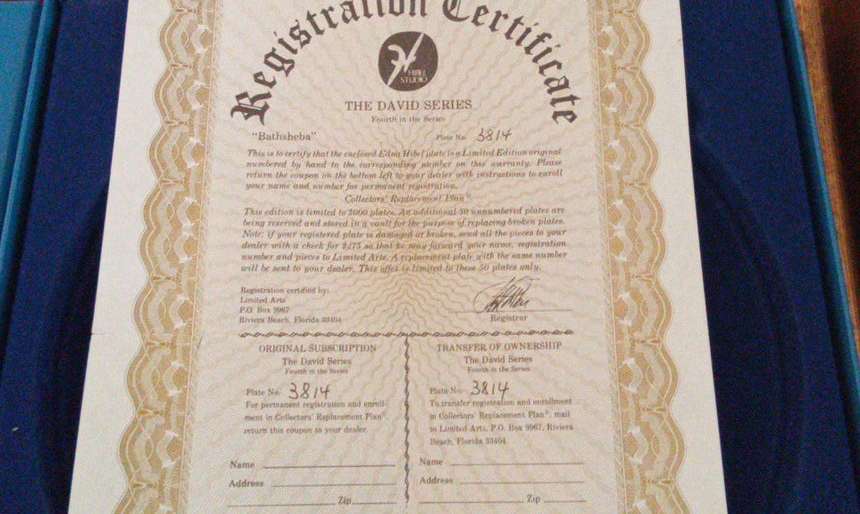 Registration Certificate
HIBEL
STUDIO
THE DAVID SERIES
Fourth in the Series
"Bathsheba" Plate No. 3814
This is to certify that the enclosed Edna Hibel plate is a Limited Edition original
numbered by hand to the corresponding number on this warranty. Please
return the coupon on the bottom left to your dealer with instructions to enroll
your name and number for permanent registration.
Collectors' Replacement Plan®
This edition is limited to 5000 plates. An additional 50 unnumbered plates are
being reserved and stored in a vault for the purpose of replacing broken plates.
Note: if your registered plate is damaged or broken, send all the pieces to your
dealer with a check for $275 so that he may forward your name, registration
number and pieces to Limited Arts. A replacement plate with the same number
will be sent to your dealer. This offer is limited to these 50 plates only.
Registration certified by:
Limited Arts
P.O. Box 9967
Riviera Beach, Florida 33404
Registrar
ORIGINAL SUBSCRIPTION
The David Series
Fourth in the Series
Plate No. 3814
For permanent registration and enroll-
ment in Collectors' Replacement Plan®,
return this coupon to your dealer.
Name
Address
Zip
TRANSFER OF OWNERSHIP
The David Series
Fourth in the Series
Plate No. 3814
To transfer registration and enrollment
in Collectors' Replacement Plan®, mail
to Limited Arts, P.O. Box 9967, Riviera
Beach, Florida 33404.
Name
Address
Zip